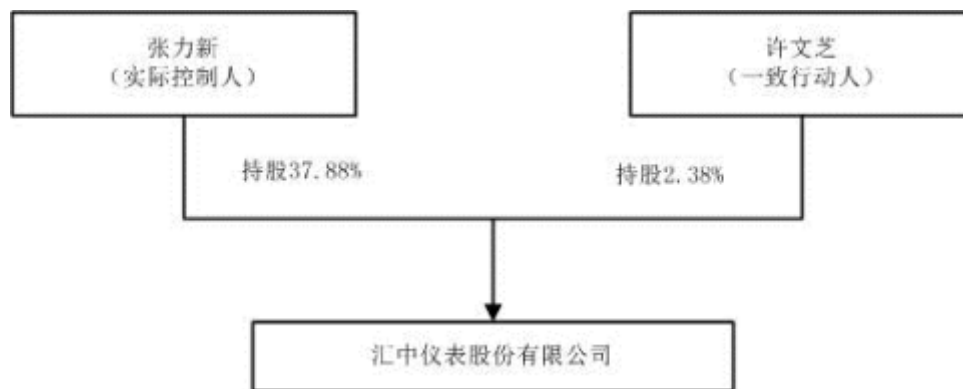 张力新
（实际控制人）
许文芝
（一致行动人）
持股37.88%
持股2.38%
汇中仪表股份有限公司